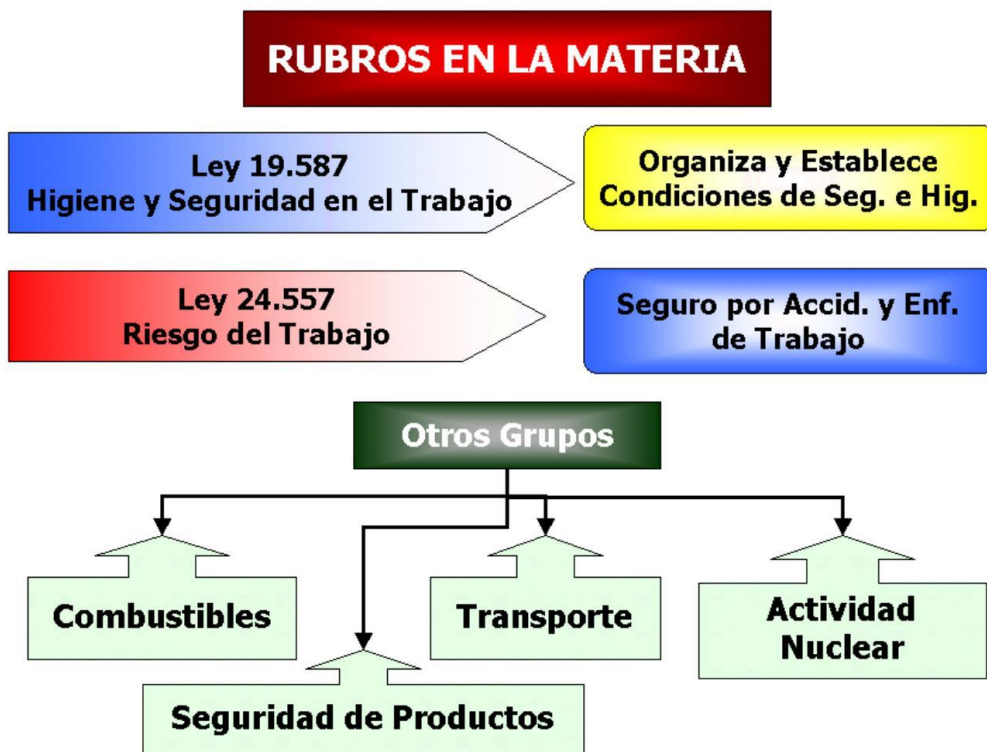 RUBROS EN LA MATERIA
Ley 19.587
Higiene y Seguridad en el Trabajo
Organiza y Establece
Condiciones de Seg. e Hig.
Ley 24.557
Riesgo del Trabajo
Seguro por Accid. y Enf.
de Trabajo
Otros Grupos
Combustibles
Transporte
Actividad
Nuclear
Seguridad de Productos